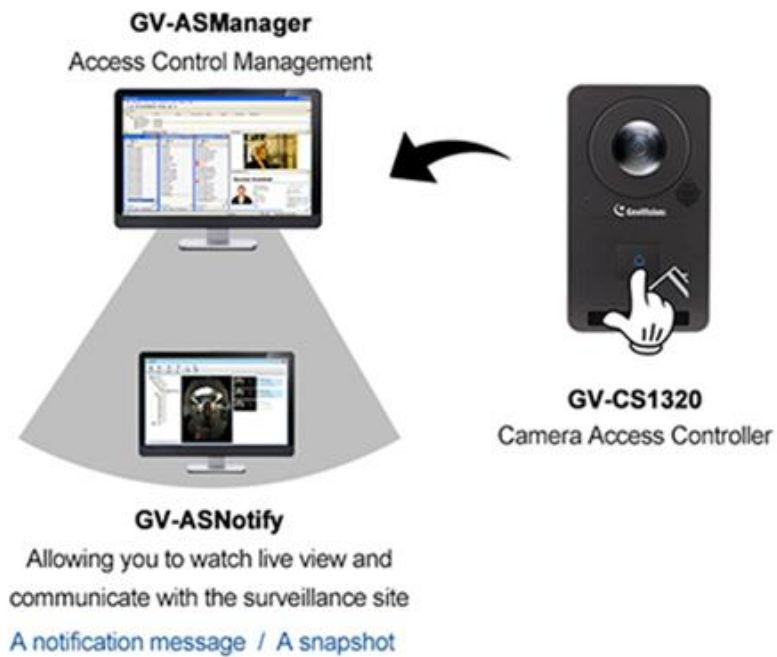 GV-ASManager
Access Control Management
GeoVision
GV-CS1320
Camera Access Controller
GV-ASNotify
Allowing you to watch live view and
communicate with the surveillance site
A notification message / A snapshot